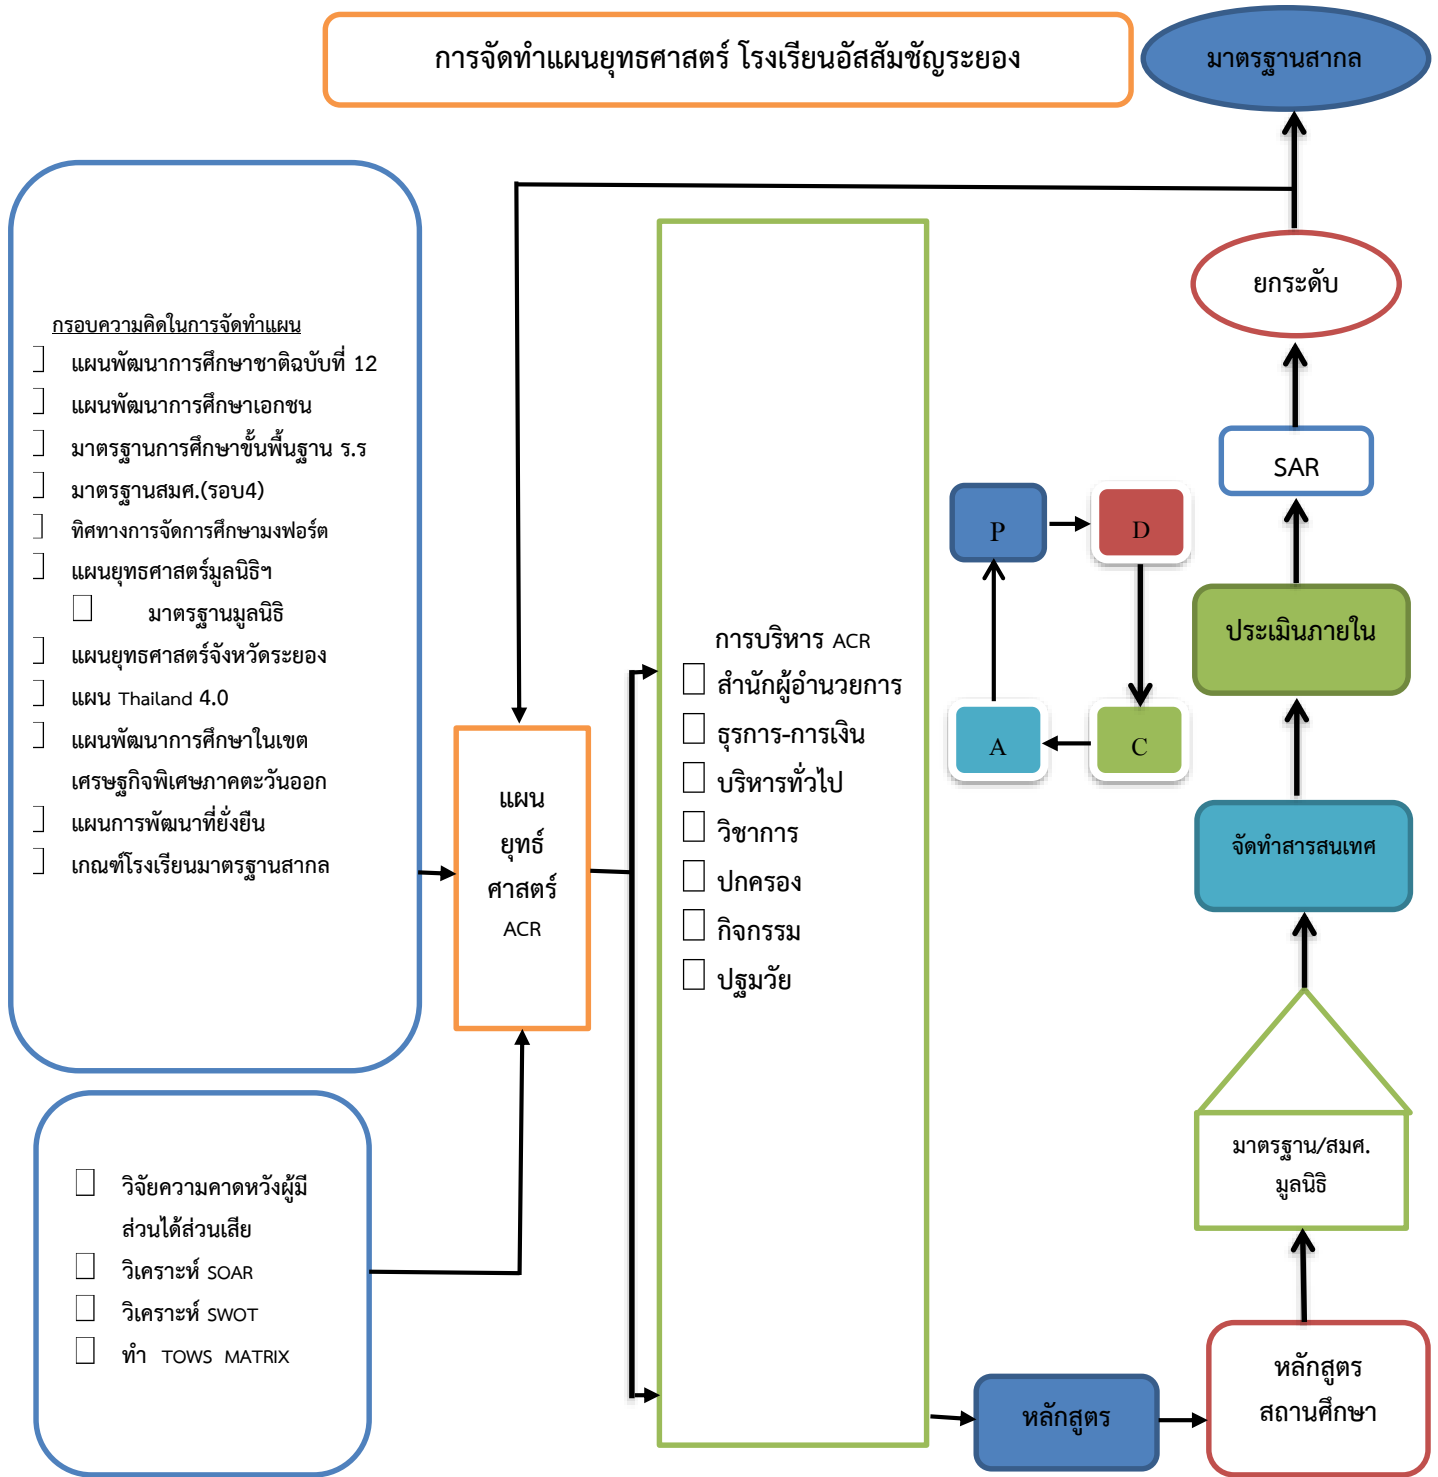 การจัดทำแผนยุทธศาสตร์ โรงเรียนอัสสัมชัญระยอง
มาตรฐานสากล
ยกระดับ
SAR
ประเมินภายใน
จัดทำสารสนเทศ
มาตรฐาน/สมศ.
มูลนิธิ
หลักสูตร
สถานศึกษา
หลักสูตร
กรอบความคิดในการจัดทำแผน
แผนพัฒนาการศึกษาชาติฉบับที่ 12
แผนพัฒนาการศึกษาเอกชน
มาตรฐานการศึกษาขั้นพื้นฐาน ร.ร
มาตรฐานสมศ.(รอบ4)
ทิศทางการจัดการศึกษามงฟอร์ต
แผนยุทธศาสตร์มูลนิธิฯ
มาตรฐานมูลนิธิ
แผนยุทธศาสตร์จังหวัดระยอง
แผน Thailand 4.0
แผนพัฒนาการศึกษาในเขต
เศรษฐกิจพิเศษภาคตะวันออก
แผนการพัฒนาที่ยั่งยืน
เกณฑ์โรงเรียนมาตรฐานสากล
วิจัยความคาดหวังผู้มี
ส่วนได้ส่วนเสีย
วิเคราะห์ SOAR
วิเคราะห์ SWOT
ทำ TOWS MATRIX
แผน
ยุทธ์
ศาสตร์
ACR
การบริหาร ACR
สำนักผู้อำนวยการ
ธุรการ-การเงิน
บริหารทั่วไป
วิชาการ
ปกครอง
กิจกรรม
ปฐมวัย
P
D
A
C